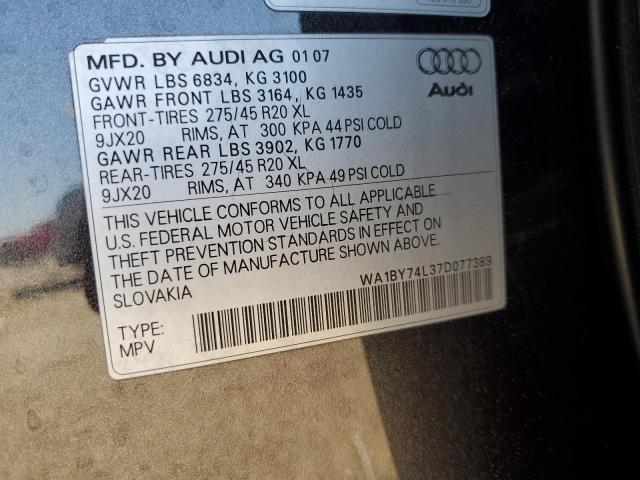 MFD. BY AUDI AG 01 07
GVWR LBS 6834, KG 3100
GAWR FRONT LBS 3164, KG 1435
FRONT-TIRES 275/45 R20 XL
9JX20 RIMS, AT 300 KPA 44 PSI COLD
GAWR REAR LBS 3902, KG 1770
REAR-TIRES 275/45 R20 XL
9JX20 RIMS, AT 340 KPA 49 PSI COLD
Audi
THIS VEHICLE CONFORMS TO ALL APPLICABLE
U.S. FEDERAL MOTOR VEHICLE SAFETY AND
THEFT PREVENTION STANDARDS IN EFFECT ON
THE DATE OF MANUFACTURE SHOWN ABOVE.
SLOVAKIA
WA1BY74L37D077389
TYPE:
MPV